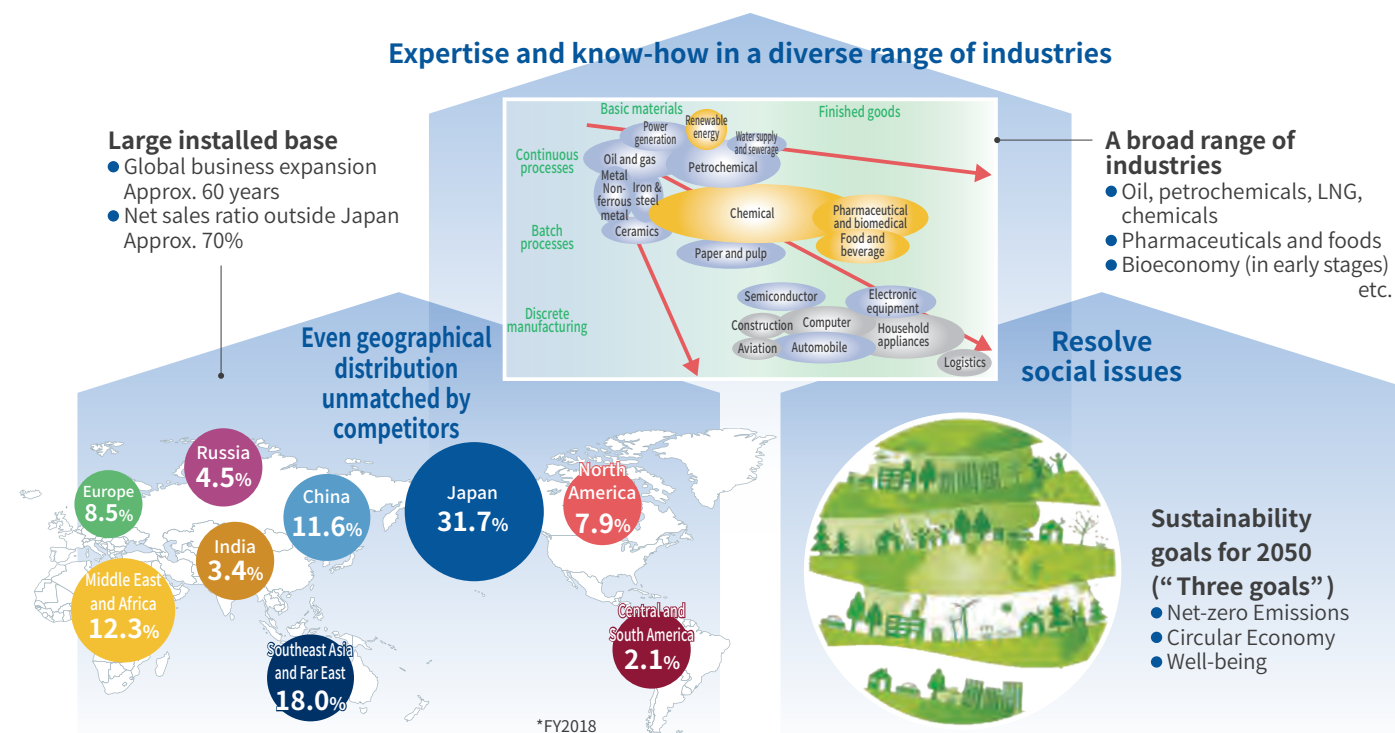 Expertise and know-how in a diverse range of industries
Large installed base
● Global business expansion
Approx. 60 years
● Net sales ratio outside Japan
Approx. 70%
Basic materials
Finished goods
Continuous
processes
Batch
processes
Discrete
manufacturing
Power
generation
Renewable
energy
Water supply
and sewerage
Oil and gas
Petrochemical
Metal
Non-
ferrous
metal
Iron &
steel
Ceramics
Chemical
Pharmaceutical
and biomedical
Food and
beverage
Paper and pulp
Semiconductor
Electronic
equipment
Construction
Computer
Household
appliances
Aviation
Automobile
Logistics
A broad range of
industries
● Oil, petrochemicals, LNG,
chemicals
● Pharmaceuticals and foods
● Bioeconomy (in early stages)
etc.
Even geographical
distribution
unmatched by
competitors
Russia
4.5%
Europe
8.5%
China
11.6%
Japan
31.7%
North
America
7.9%
India
3.4%
Middle East
and Africa
12.3%
Southeast Asia
and Far East
18.0%
Central and
South America
2.1%
*FY2018
Resolve
social issues
Sustainability
goals for 2050
(“Three goals”)
● Net-zero Emissions
● Circular Economy
● Well-being